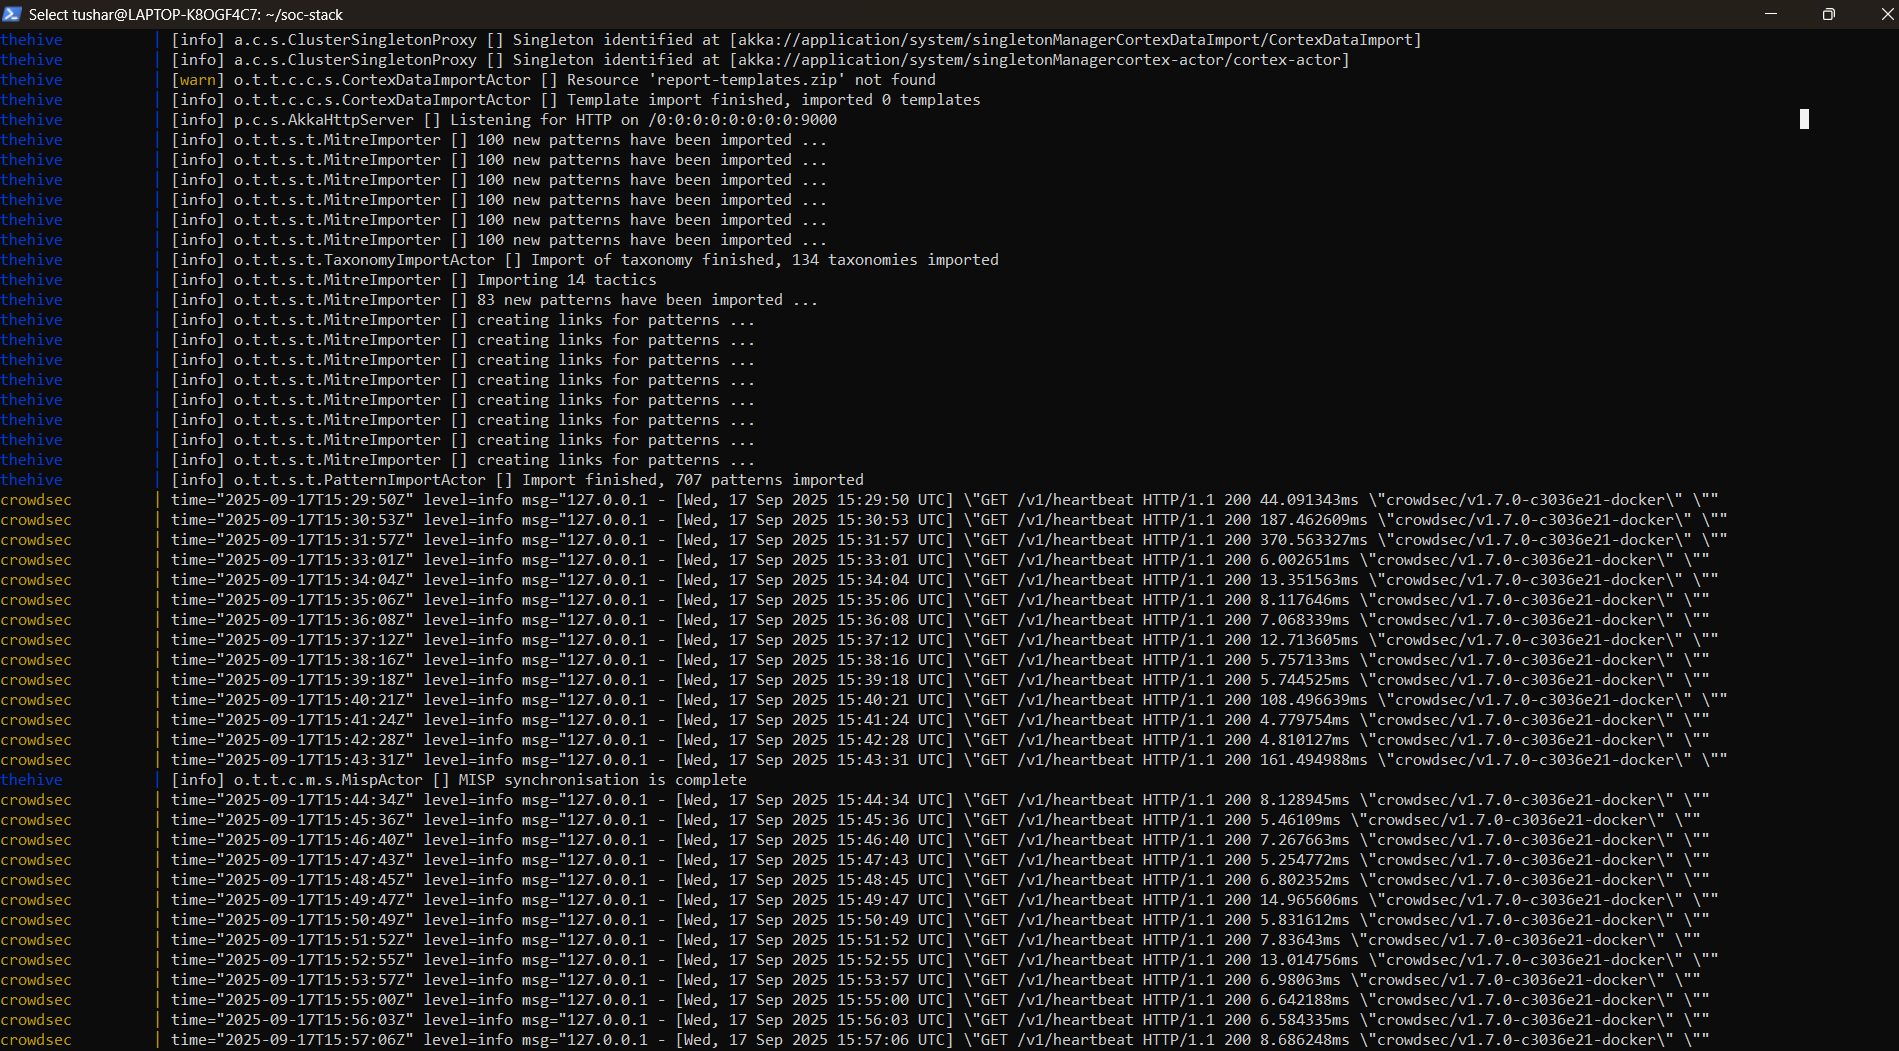 Select tushar@LAPTOP-K8OGF4C7: ~/soc-stack
thehive | [info] a.c.s.ClusterSingletonProxy [] Singleton identified at [akka://application/system/singletonManagerCortexDataImport/CortexDataImport]
thehive | [info] a.c.s.ClusterSingletonProxy [] Singleton identified at [akka://application/system/singletonManagercortex-actor/cortex-actor]
thehive | [warn] o.t.t.c.c.s.CortexDataImportActor [] Resource 'report-templates.zip' not found
thehive | [info] o.t.t.c.c.s.CortexDataImportActor [] Template import finished, imported 0 templates
thehive | [info] p.c.s.AkkaHttpServer [] Listening for HTTP on /0:0:0:0:0:0:0:0:9000
thehive | [info] o.t.t.s.t.MitreImporter [] 100 new patterns have been imported ...
thehive | [info] o.t.t.s.t.MitreImporter [] 100 new patterns have been imported ...
thehive | [info] o.t.t.s.t.MitreImporter [] 100 new patterns have been imported ...
thehive | [info] o.t.t.s.t.MitreImporter [] 100 new patterns have been imported ...
thehive | [info] o.t.t.s.t.MitreImporter [] 100 new patterns have been imported ...
thehive | [info] o.t.t.s.t.MitreImporter [] 100 new patterns have been imported ...
thehive | [info] o.t.t.s.t.TaxonomyImportActor [] Import of taxonomy finished, 134 taxonomies imported
thehive | [info] o.t.t.s.t.MitreImporter [] Importing 14 tactics
thehive | [info] o.t.t.s.t.MitreImporter [] 83 new patterns have been imported ...
thehive | [info] o.t.t.s.t.MitreImporter [] creating links for patterns ...
thehive | [info] o.t.t.s.t.MitreImporter [] creating links for patterns ...
thehive | [info] o.t.t.s.t.MitreImporter [] creating links for patterns ...
thehive | [info] o.t.t.s.t.MitreImporter [] creating links for patterns ...
thehive | [info] o.t.t.s.t.MitreImporter [] creating links for patterns ...
thehive | [info] o.t.t.s.t.MitreImporter [] creating links for patterns ...
thehive | [info] o.t.t.s.t.MitreImporter [] creating links for patterns ...
thehive | [info] o.t.t.s.t.MitreImporter [] creating links for patterns ...
thehive | [info] o.t.t.s.t.PatternImportActor [] Import finished, 707 patterns imported
crowdsec | time="2025-09-17T15:29:50Z" level=info msg="127.0.0.1 - [Wed, 17 Sep 2025 15:29:50 UTC] \"GET /v1/heartbeat HTTP/1.1 200 44.091343ms \"crowdsec/v1.7.0-c3036e21-docker\" \""
crowdsec | time="2025-09-17T15:30:53Z" level=info msg="127.0.0.1 - [Wed, 17 Sep 2025 15:30:53 UTC] \"GET /v1/heartbeat HTTP/1.1 200 187.462609ms \"crowdsec/v1.7.0-c3036e21-docker\" \""
crowdsec | time="2025-09-17T15:31:57Z" level=info msg="127.0.0.1 - [Wed, 17 Sep 2025 15:31:57 UTC] \"GET /v1/heartbeat HTTP/1.1 200 370.563327ms \"crowdsec/v1.7.0-c3036e21-docker\" \""
crowdsec | time="2025-09-17T15:33:01Z" level=info msg="127.0.0.1 - [Wed, 17 Sep 2025 15:33:01 UTC] \"GET /v1/heartbeat HTTP/1.1 200 6.002651ms \"crowdsec/v1.7.0-c3036e21-docker\" \""
crowdsec | time="2025-09-17T15:34:04Z" level=info msg="127.0.0.1 - [Wed, 17 Sep 2025 15:34:04 UTC] \"GET /v1/heartbeat HTTP/1.1 200 13.351563ms \"crowdsec/v1.7.0-c3036e21-docker\" \""
crowdsec | time="2025-09-17T15:35:06Z" level=info msg="127.0.0.1 - [Wed, 17 Sep 2025 15:35:06 UTC] \"GET /v1/heartbeat HTTP/1.1 200 8.117646ms \"crowdsec/v1.7.0-c3036e21-docker\" \""
crowdsec | time="2025-09-17T15:36:08Z" level=info msg="127.0.0.1 - [Wed, 17 Sep 2025 15:36:08 UTC] \"GET /v1/heartbeat HTTP/1.1 200 7.068339ms \"crowdsec/v1.7.0-c3036e21-docker\" \""
crowdsec | time="2025-09-17T15:37:12Z" level=info msg="127.0.0.1 - [Wed, 17 Sep 2025 15:37:12 UTC] \"GET /v1/heartbeat HTTP/1.1 200 12.713605ms \"crowdsec/v1.7.0-c3036e21-docker\" \""
crowdsec | time="2025-09-17T15:38:16Z" level=info msg="127.0.0.1 - [Wed, 17 Sep 2025 15:38:16 UTC] \"GET /v1/heartbeat HTTP/1.1 200 5.757133ms \"crowdsec/v1.7.0-c3036e21-docker\" \""
crowdsec | time="2025-09-17T15:39:18Z" level=info msg="127.0.0.1 - [Wed, 17 Sep 2025 15:39:18 UTC] \"GET /v1/heartbeat HTTP/1.1 200 5.744525ms \"crowdsec/v1.7.0-c3036e21-docker\" \""
crowdsec | time="2025-09-17T15:40:21Z" level=info msg="127.0.0.1 - [Wed, 17 Sep 2025 15:40:21 UTC] \"GET /v1/heartbeat HTTP/1.1 200 108.496639ms \"crowdsec/v1.7.0-c3036e21-docker\" \""
crowdsec | time="2025-09-17T15:41:24Z" level=info msg="127.0.0.1 - [Wed, 17 Sep 2025 15:41:24 UTC] \"GET /v1/heartbeat HTTP/1.1 200 4.779754ms \"crowdsec/v1.7.0-c3036e21-docker\" \""
crowdsec | time="2025-09-17T15:42:28Z" level=info msg="127.0.0.1 - [Wed, 17 Sep 2025 15:42:28 UTC] \"GET /v1/heartbeat HTTP/1.1 200 4.810127ms \"crowdsec/v1.7.0-c3036e21-docker\" \""
crowdsec | time="2025-09-17T15:43:31Z" level=info msg="127.0.0.1 - [Wed, 17 Sep 2025 15:43:31 UTC] \"GET /v1/heartbeat HTTP/1.1 200 161.494988ms \"crowdsec/v1.7.0-c3036e21-docker\" \""
thehive | [info] o.t.t.c.m.s.MispActor [] MISP synchronisation is complete
crowdsec | time="2025-09-17T15:44:34Z" level=info msg="127.0.0.1 - [Wed, 17 Sep 2025 15:44:34 UTC] \"GET /v1/heartbeat HTTP/1.1 200 8.128945ms \"crowdsec/v1.7.0-c3036e21-docker\" \""
crowdsec | time="2025-09-17T15:45:36Z" level=info msg="127.0.0.1 - [Wed, 17 Sep 2025 15:45:36 UTC] \"GET /v1/heartbeat HTTP/1.1 200 5.46109ms \"crowdsec/v1.7.0-c3036e21-docker\" \""
crowdsec | time="2025-09-17T15:46:40Z" level=info msg="127.0.0.1 - [Wed, 17 Sep 2025 15:46:40 UTC] \"GET /v1/heartbeat HTTP/1.1 200 7.267663ms \"crowdsec/v1.7.0-c3036e21-docker\" \""
crowdsec | time="2025-09-17T15:47:43Z" level=info msg="127.0.0.1 - [Wed, 17 Sep 2025 15:47:43 UTC] \"GET /v1/heartbeat HTTP/1.1 200 5.254772ms \"crowdsec/v1.7.0-c3036e21-docker\" \""
crowdsec | time="2025-09-17T15:48:45Z" level=info msg="127.0.0.1 - [Wed, 17 Sep 2025 15:48:45 UTC] \"GET /v1/heartbeat HTTP/1.1 200 6.802352ms \"crowdsec/v1.7.0-c3036e21-docker\" \""
crowdsec | time="2025-09-17T15:49:47Z" level=info msg="127.0.0.1 - [Wed, 17 Sep 2025 15:49:47 UTC] \"GET /v1/heartbeat HTTP/1.1 200 14.965606ms \"crowdsec/v1.7.0-c3036e21-docker\" \""
crowdsec | time="2025-09-17T15:50:49Z" level=info msg="127.0.0.1 - [Wed, 17 Sep 2025 15:50:49 UTC] \"GET /v1/heartbeat HTTP/1.1 200 5.831612ms \"crowdsec/v1.7.0-c3036e21-docker\" \""
crowdsec | time="2025-09-17T15:51:52Z" level=info msg="127.0.0.1 - [Wed, 17 Sep 2025 15:51:52 UTC] \"GET /v1/heartbeat HTTP/1.1 200 7.83643ms \"crowdsec/v1.7.0-c3036e21-docker\" \""
crowdsec | time="2025-09-17T15:52:55Z" level=info msg="127.0.0.1 - [Wed, 17 Sep 2025 15:52:55 UTC] \"GET /v1/heartbeat HTTP/1.1 200 13.014756ms \"crowdsec/v1.7.0-c3036e21-docker\" \""
crowdsec | time="2025-09-17T15:53:57Z" level=info msg="127.0.0.1 - [Wed, 17 Sep 2025 15:53:57 UTC] \"GET /v1/heartbeat HTTP/1.1 200 6.98063ms \"crowdsec/v1.7.0-c3036e21-docker\" \""
crowdsec | time="2025-09-17T15:55:00Z" level=info msg="127.0.0.1 - [Wed, 17 Sep 2025 15:55:00 UTC] \"GET /v1/heartbeat HTTP/1.1 200 6.642188ms \"crowdsec/v1.7.0-c3036e21-docker\" \""
crowdsec | time="2025-09-17T15:56:03Z" level=info msg="127.0.0.1 - [Wed, 17 Sep 2025 15:56:03 UTC] \"GET /v1/heartbeat HTTP/1.1 200 6.584335ms \"crowdsec/v1.7.0-c3036e21-docker\" \""
crowdsec | time="2025-09-17T15:57:06Z" level=info msg="127.0.0.1 - [Wed, 17 Sep 2025 15:57:06 UTC] \"GET /v1/heartbeat HTTP/1.1 200 8.686248ms \"crowdsec/v1.7.0-c3036e21-docker\" \""